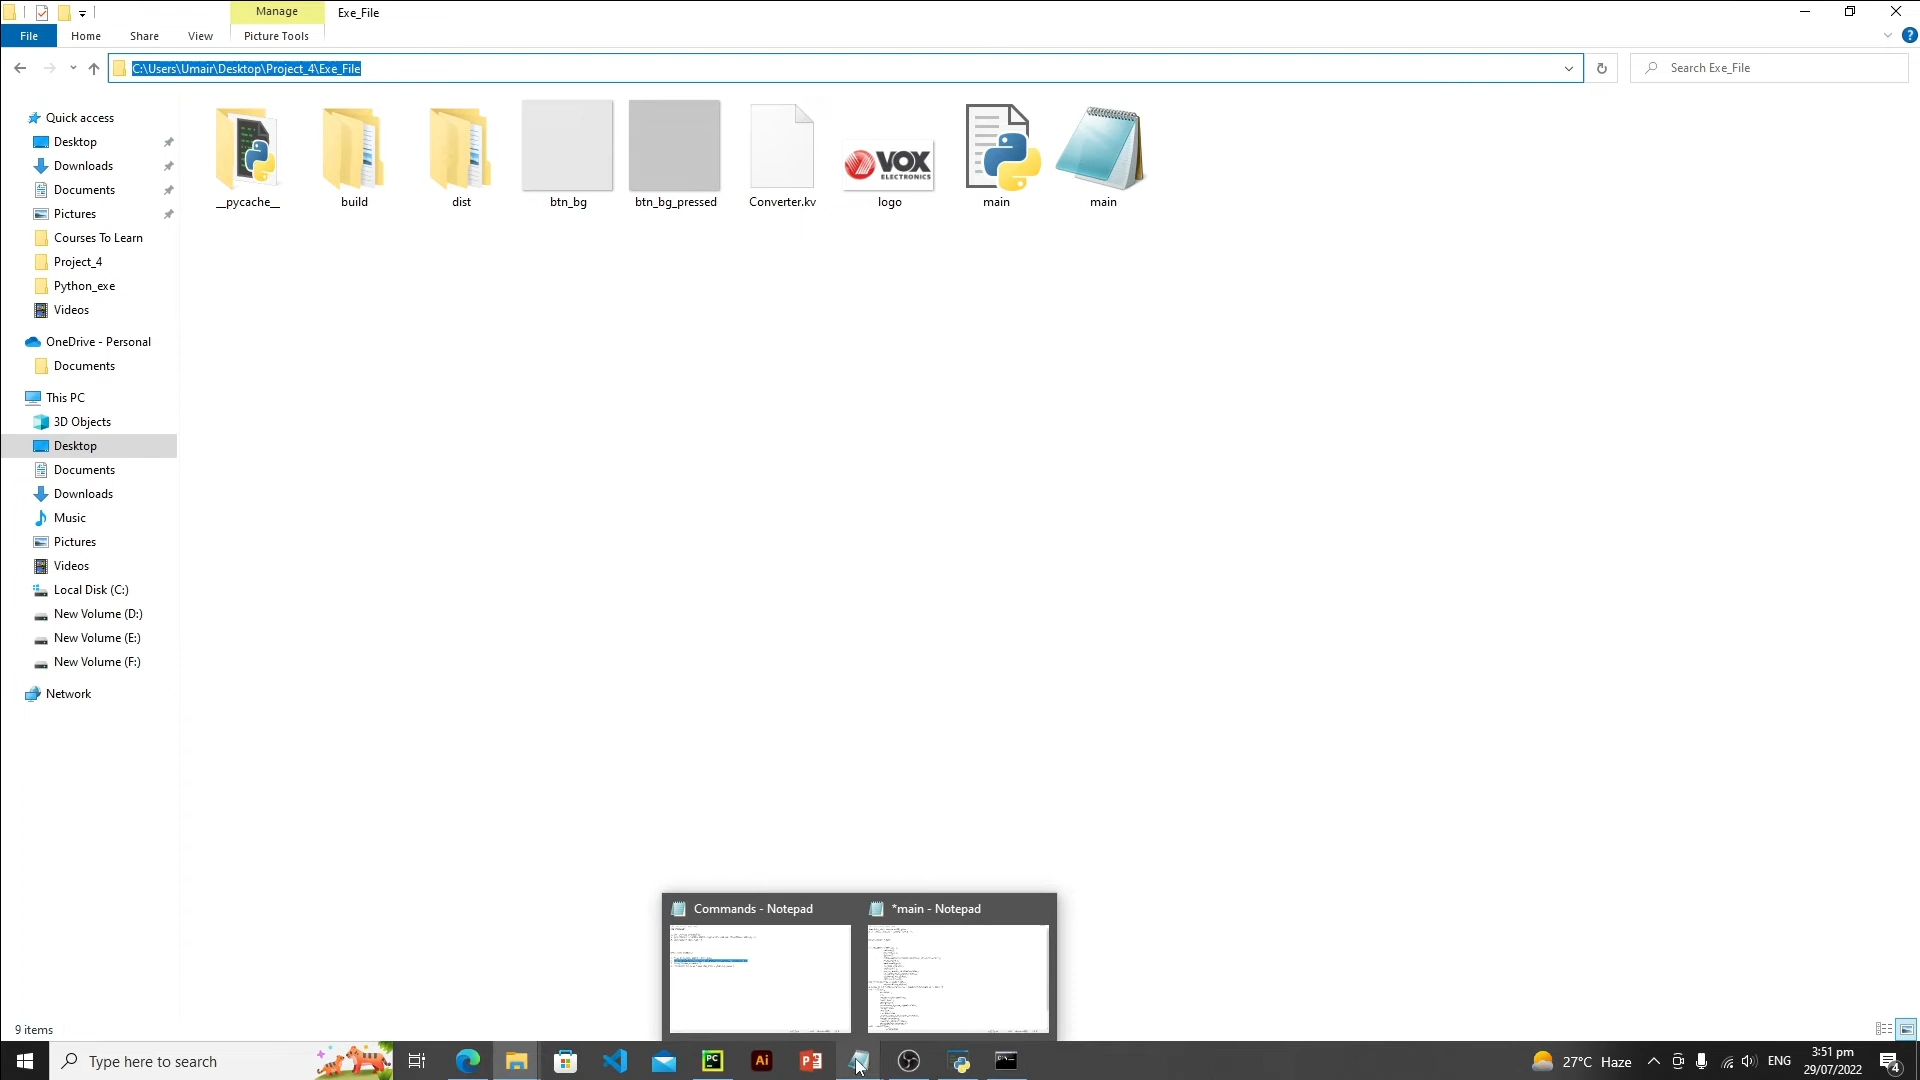 Manage
Exe_File
File
Home
Share
View
Picture Tools
C:\Users\Umair\Desktop\Project_4\Exe_File
Search Exe_File
Quick access
Desktop
Downloads
Documents
Pictures
Courses To Learn
Project_4
Python_exe
Videos
OneDrive - Personal
Documents
This PC
3D Objects
Desktop
Documents
Downloads
Music
Pictures
Videos
Local Disk (C:)
New Volume (D:)
New Volume (E:)
New Volume (F:)
Network
VOX
ELECTRONICS
__pycache__
build
dist
btn_bg
btn_bg_pressed
Converter.kv
logo
main
main
Commands - Notepad
*main - Notepad
9 items
Type here to search
PC
Ai
P
27°C Haze
ENG
3:51 pm
29/07/2022
4